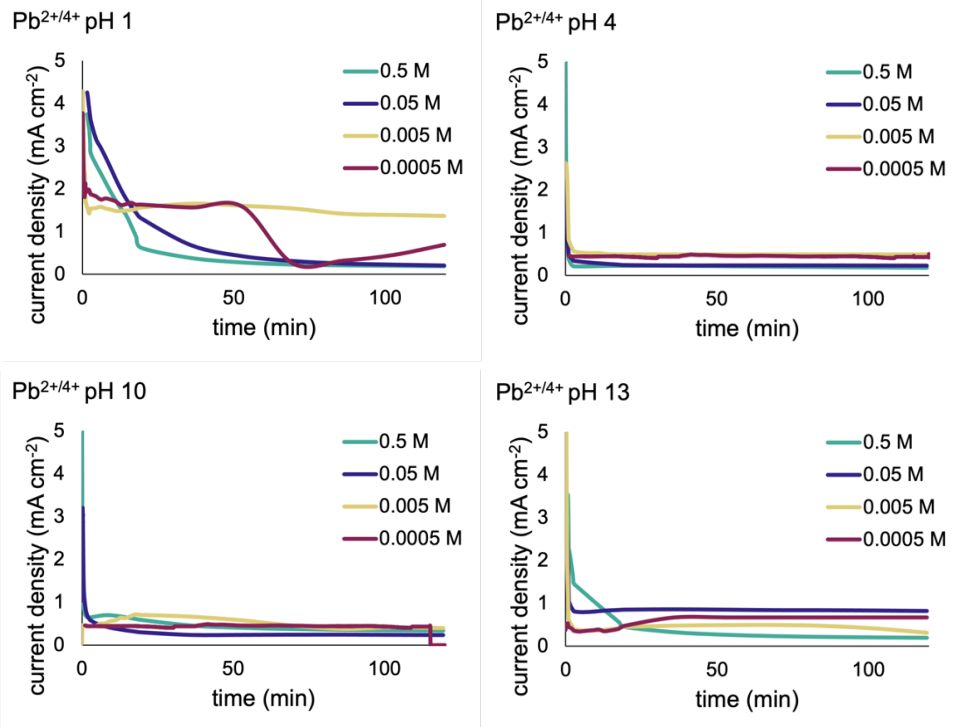 Pb²⁺/⁴⁺ pH 1
5
4
3
2
1
0
0 50 100
current density (mA cm⁻²)
time (min)
0.5 M
0.05 M
0.005 M
0.0005 M
Pb²⁺/⁴⁺ pH 4
5
4
3
2
1
0
0 50 100
current density (mA cm⁻²)
time (min)
0.5 M
0.05 M
0.005 M
0.0005 M
Pb²⁺/⁴⁺ pH 10
5
4
3
2
1
0
0 50 100
current density (mA cm⁻²)
time (min)
0.5 M
0.05 M
0.005 M
0.0005 M
Pb²⁺/⁴⁺ pH 13
5
4
3
2
1
0
0 50 100
current density (mA cm⁻²)
time (min)
0.5 M
0.05 M
0.005 M
0.0005 M